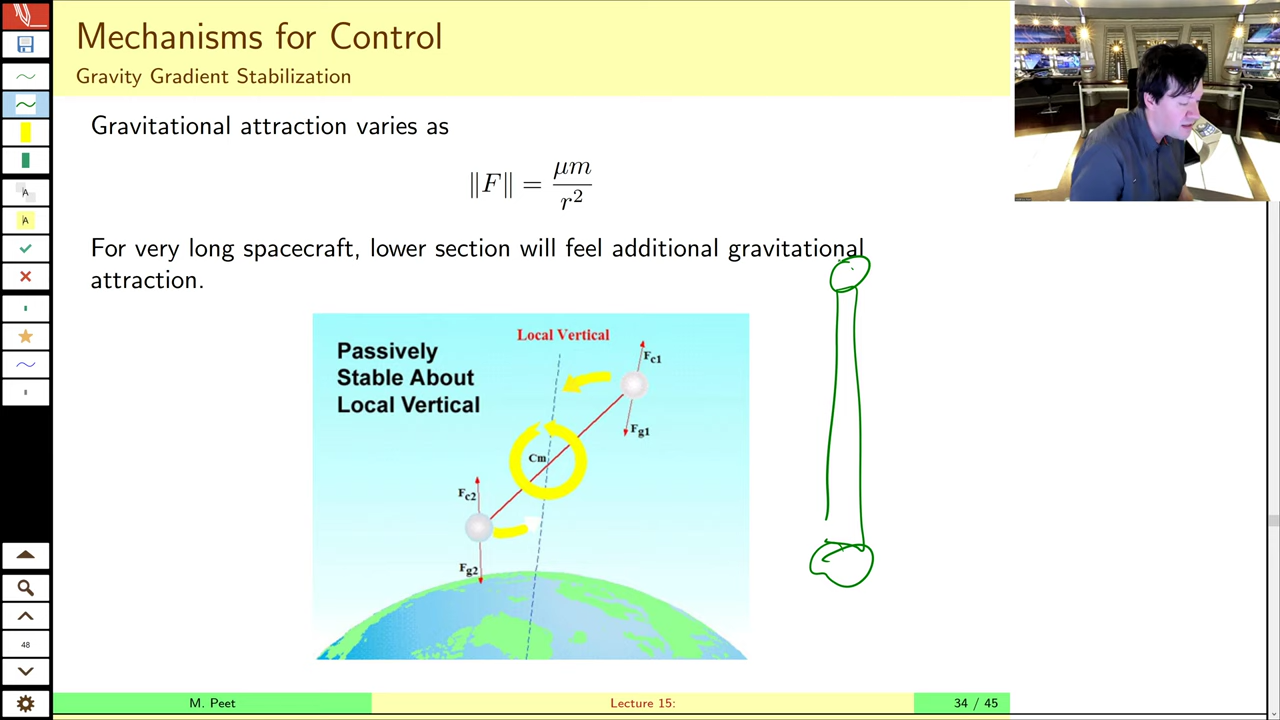 Mechanisms for Control
Gravity Gradient Stabilization
Gravitational attraction varies as
‖F‖ = μm / r²
For very long spacecraft, lower section will feel additional gravitational
attraction.
Local Vertical
Passively
Stable About
Local Vertical
Fc1
Fg1
Cm
Fc2
Fg2
A
A
48
M. Peet
Lecture 15:
34 / 45